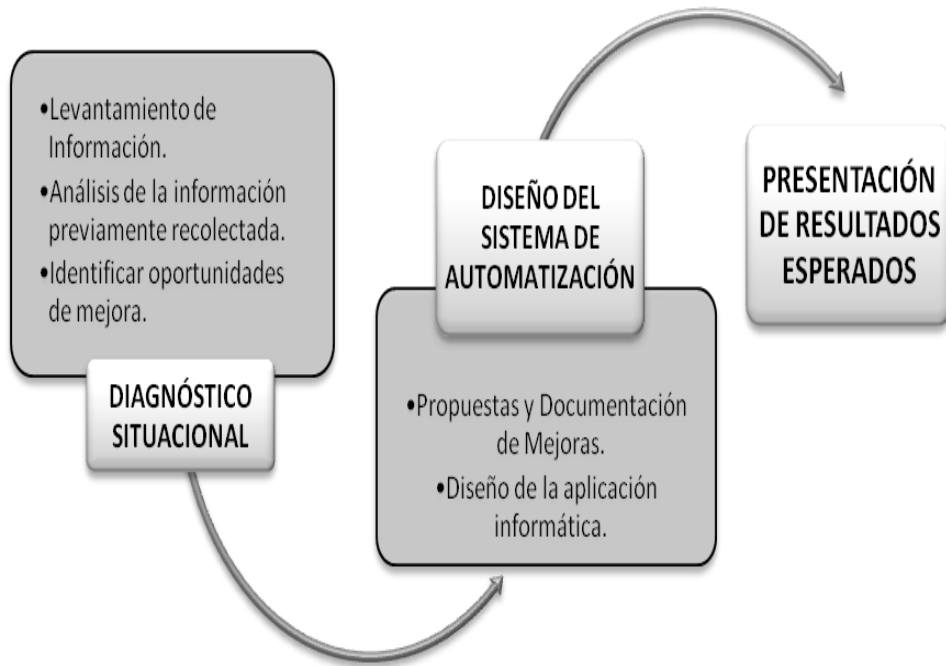 •Levantamiento de
Información.
•Análisis de la información
previamente recolectada.
•Identificar oportunidades
de mejora.
DIAGNÓSTICO
SITUACIONAL
DISEÑO DEL
SISTEMA DE
AUTOMATIZACIÓN
•Propuestas y Documentación
de Mejoras.
•Diseño de la aplicación
informática.
PRESENTACIÓN
DE RESULTADOS
ESPERADOS